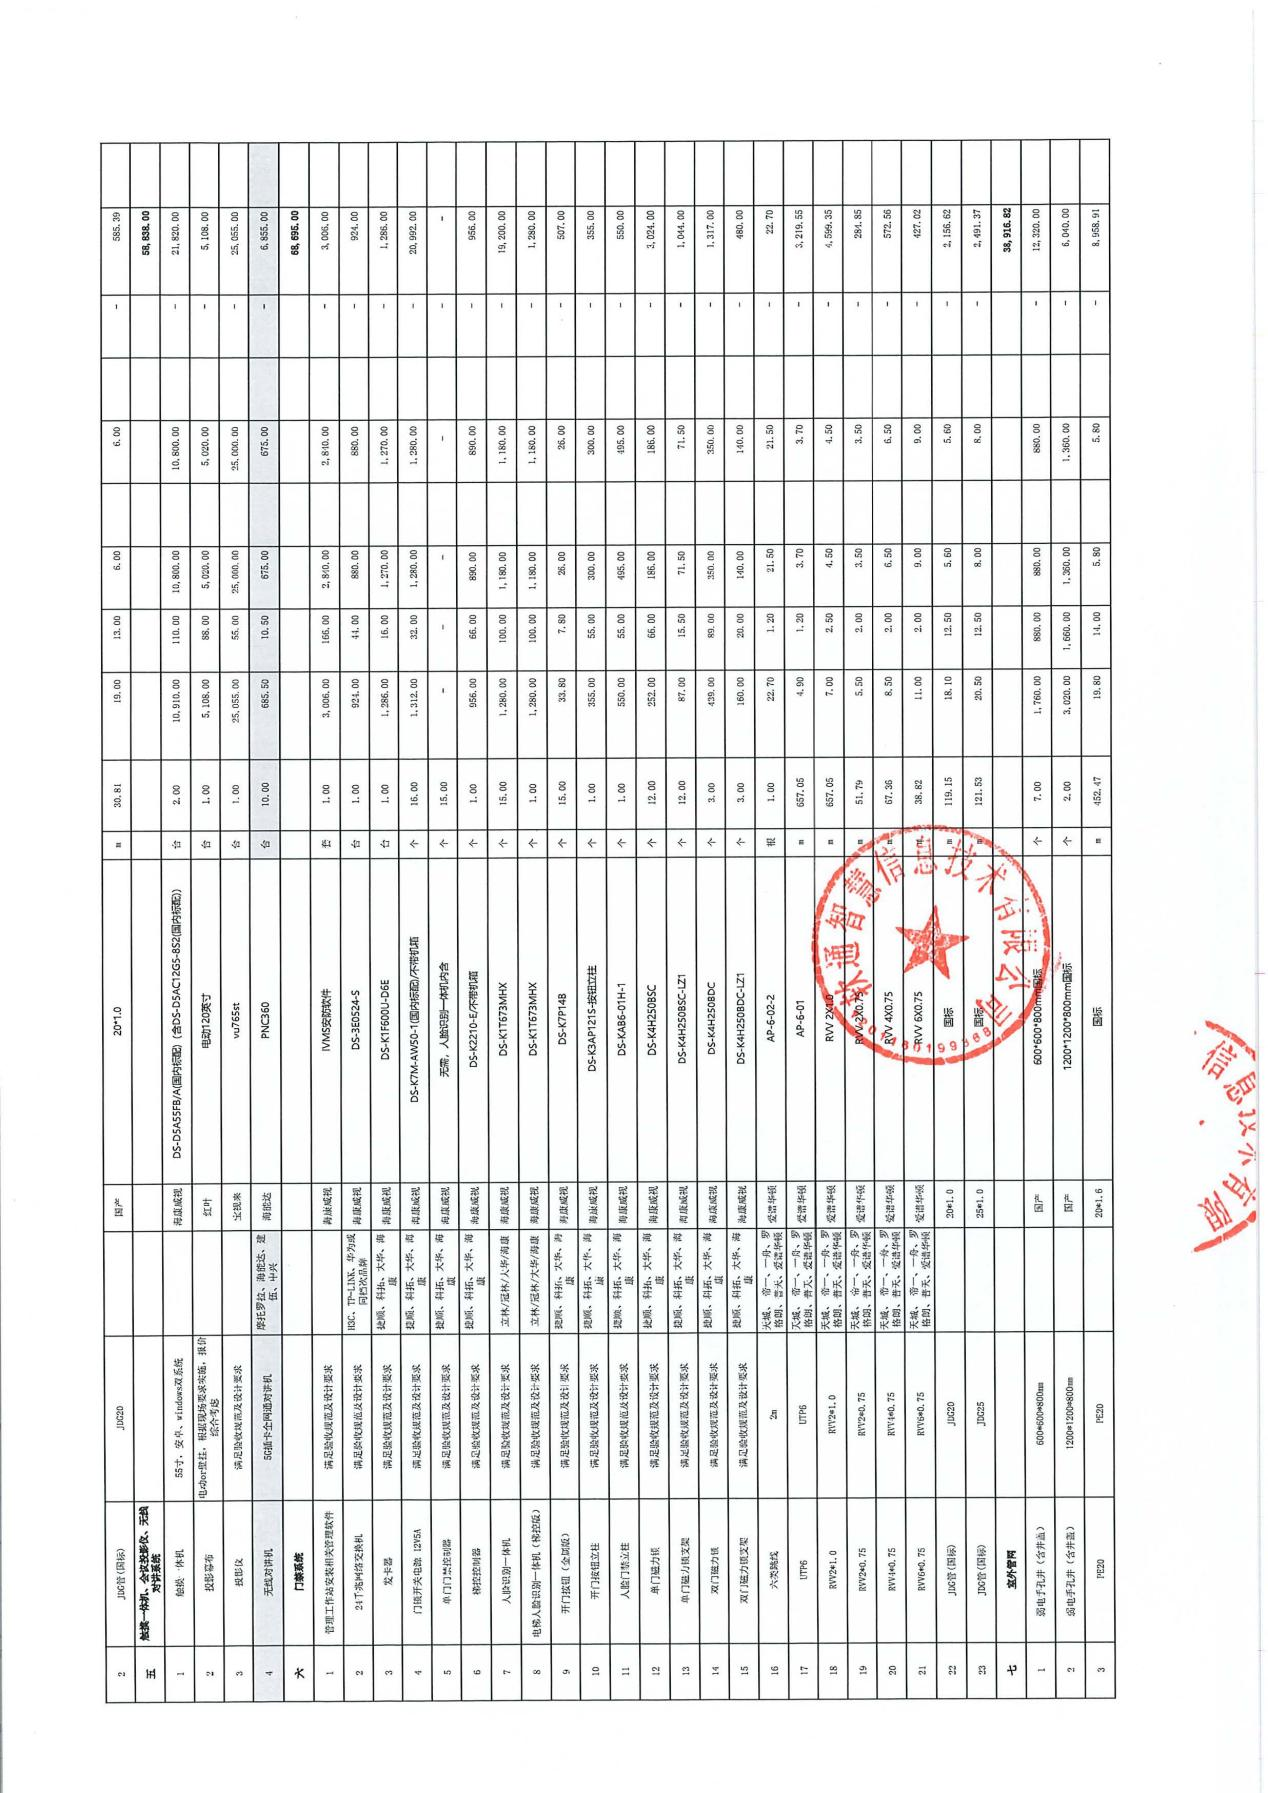 2 JDG管(国标) JDG20 国产 20*1.0 m 30.81 19.00 13.00 6.00 6.00 - 585.39
五 触摸一体机、会议投影仪、无线对讲系统 58,838.00
1 触摸一体机 55寸，安卓、windows双系统 海康威视 DS-D5A55FB/A(国内标配)（含DS-D5AC12G5-8S2(国内标配)） 台 2.00 10,910.00 110.00 10,800.00 10,800.00 - 21,820.00
2 投影幕布 电动or壁挂，根据现场要求实施，报价综合考虑 红叶 电动120英寸 台 1.00 5,108.00 88.00 5,020.00 5,020.00 - 5,108.00
3 投影仪 满足验收规范及设计要求 宝视来 vu765st 台 1.00 25,055.00 55.00 25,000.00 25,000.00 - 25,055.00
4 无线对讲机 5G插卡全网通对讲机 摩托罗拉、海能达、建伍、中兴 海能达 PNC360 台 10.00 685.50 10.50 675.00 675.00 - 6,855.00
六 门禁系统 68,695.00
1 管理工作站安装相关管理软件 满足验收规范及设计要求 海康威视 IVMS安防软件 套 1.00 3,006.00 166.00 2,840.00 2,840.00 - 3,006.00
2 24千兆网络交换机 满足验收规范及设计要求 H3C、TP-LINK、华为或同档次品牌 海康威视 DS-3E0524-S 台 1.00 924.00 44.00 880.00 880.00 - 924.00
3 发卡器 满足验收规范及设计要求 捷顺、科拓、大华、海康 海康威视 DS-K1F600U-D6E 台 1.00 1,286.00 16.00 1,270.00 1,270.00 - 1,286.00
4 门锁开关电源 12V5A 满足验收规范及设计要求 捷顺、科拓、大华、海康 海康威视 DS-K7M-AW50-1(国内标配)/不带机箱 个 16.00 1,312.00 32.00 1,280.00 1,280.00 - 20,992.00
5 单门门禁控制器 满足验收规范及设计要求 捷顺、科拓、大华、海康 海康威视 无需，人脸识别一体机内含 个 15.00 - - - - - -
6 梯控控制器 满足验收规范及设计要求 捷顺、科拓、大华、海康 海康威视 DS-K2210-E/不带机箱 个 1.00 956.00 66.00 890.00 890.00 - 956.00
7 人脸识别一体机 满足验收规范及设计要求 立林/冠林/大华/海康 海康威视 DS-K1T673MHX 个 15.00 1,280.00 100.00 1,180.00 1,180.00 - 19,200.00
8 电梯人脸识别一体机（梯控版） 满足验收规范及设计要求 立林/冠林/大华/海康 海康威视 DS-K1T673MHX 个 1.00 1,280.00 100.00 1,180.00 1,180.00 - 1,280.00
9 开门按钮（金属版） 满足验收规范及设计要求 捷顺、科拓、大华、海康 海康威视 DS-K7P14B 个 15.00 33.80 7.80 26.00 26.00 - 507.00
10 开门按钮立柱 满足验收规范及设计要求 捷顺、科拓、大华、海康 海康威视 DS-K3AP121S-按钮立柱 个 1.00 355.00 55.00 300.00 300.00 - 355.00
11 人脸门禁立柱 满足验收规范及设计要求 捷顺、科拓、大华、海康 海康威视 DS-KAB6-01H-1 个 1.00 550.00 55.00 495.00 495.00 - 550.00
12 单门磁力锁 满足验收规范及设计要求 捷顺、科拓、大华、海康 海康威视 DS-K4H250BSC 个 12.00 252.00 66.00 186.00 186.00 - 3,024.00
13 单门磁力锁支架 满足验收规范及设计要求 捷顺、科拓、大华、海康 海康威视 DS-K4H250BSC-LZ1 个 12.00 87.00 15.50 71.50 71.50 - 1,044.00
14 双门磁力锁 满足验收规范及设计要求 捷顺、科拓、大华、海康 海康威视 DS-K4H250BDC 个 3.00 439.00 89.00 350.00 350.00 - 1,317.00
15 双门磁力锁支架 满足验收规范及设计要求 捷顺、科拓、大华、海康 海康威视 DS-K4H250BDC-LZ1 个 3.00 160.00 20.00 140.00 140.00 - 480.00
16 六类跳线 2m 天城、帝一、一舟、罗格朗、普天、爱谱华顿 爱谱华顿 AP-6-02-2 根 1.00 22.70 1.20 21.50 21.50 - 22.70
17 UTP6 UTP6 天城、帝一、一舟、罗格朗、普天、爱谱华顿 爱谱华顿 AP-6-01 m 657.05 4.90 1.20 3.70 3.70 - 3,219.55
18 RVV2*1.0 RVV2*1.0 天城、帝一、一舟、罗格朗、普天、爱谱华顿 爱谱华顿 RVV 2X1.0 m 657.05 7.00 2.50 4.50 4.50 - 4,599.35
19 RVV2*0.75 RVV2*0.75 天城、帝一、一舟、罗格朗、普天、爱谱华顿 爱谱华顿 RVV 2X0.75 m 51.79 5.50 2.00 3.50 3.50 - 284.85
20 RVV4*0.75 RVV4*0.75 天城、帝一、一舟、罗格朗、普天、爱谱华顿 爱谱华顿 RVV 4X0.75 m 67.36 8.50 2.00 6.50 6.50 - 572.56
21 RVV6*0.75 RVV6*0.75 天城、帝一、一舟、罗格朗、普天、爱谱华顿 爱谱华顿 RVV 6X0.75 m 38.82 11.00 2.00 9.00 9.00 - 427.02
22 JDG管(国标) JDG20 20*1.0 国标 m 119.15 18.10 12.50 5.60 5.60 - 2,156.62
23 JDG管(国标) JDG25 25*1.0 国标 m 121.53 20.50 12.50 8.00 8.00 - 2,491.37
七 室外管网 38,916.82
1 弱电手孔井（含井盖） 600*600*800mm 国产 600*600*800mm国标 个 7.00 1,760.00 880.00 880.00 880.00 - 12,320.00
2 弱电手孔井（含井盖） 1200*1200*800mm 国产 1200*1200*800mm国标 个 2.00 3,020.00 1,660.00 1,360.00 1,360.00 - 6,040.00
3 PE20 PE20 20*1.6 国标 m 452.47 19.80 14.00 5.80 5.80 - 8,958.91
通智慧信息技术有限公司
信息技术有限